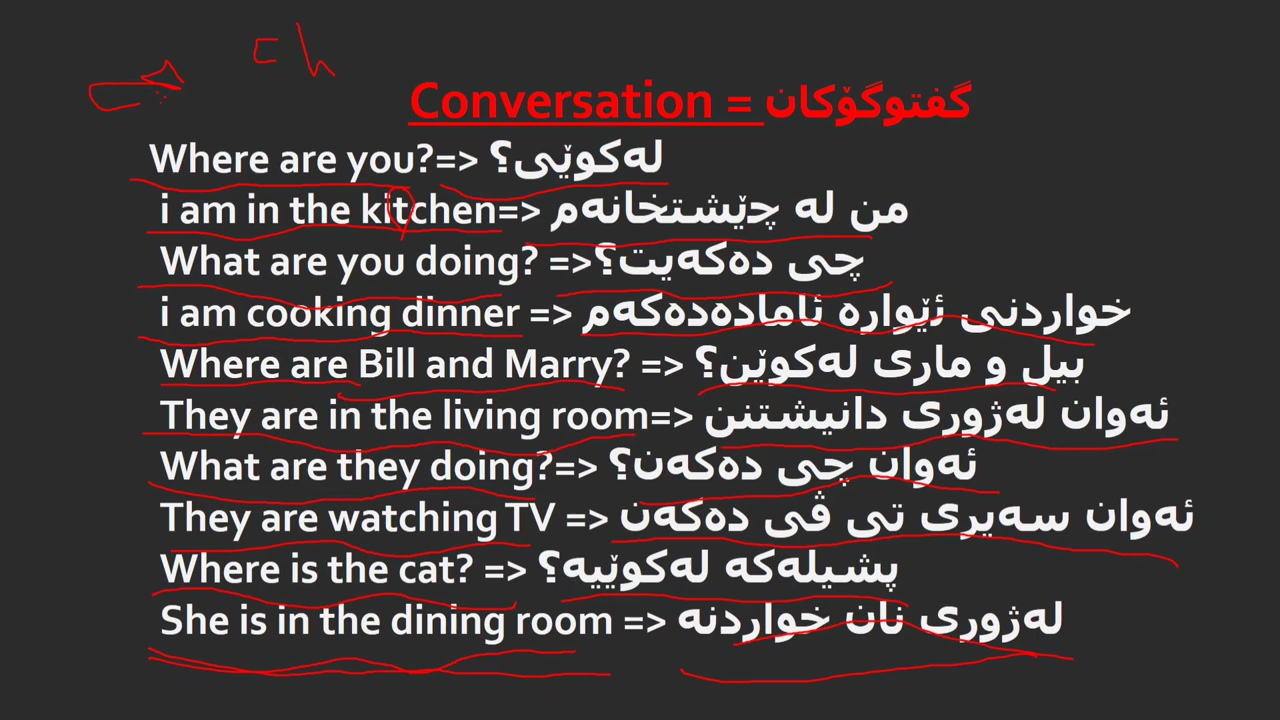 ch
Conversation = گفتوگۆکان
Where are you?=> لەکوێی؟
i am in the kitchen=> من لە چێشتخانەم
What are you doing? =>چی دەکەیت؟
i am cooking dinner => خواردنی ئێوارە ئامادەدەکەم
Where are Bill and Marry? => بیل و ماری لەکوێن؟
They are in the living room=> ئەوان لەژوری دانیشتنن
What are they doing?=> ئەوان چی دەکەن؟
They are watching TV => ئەوان سەیری تی ڤی دەکەن
Where is the cat? => پشیلەکە لەکوێیە؟
She is in the dining room => لەژوری نان خواردنە